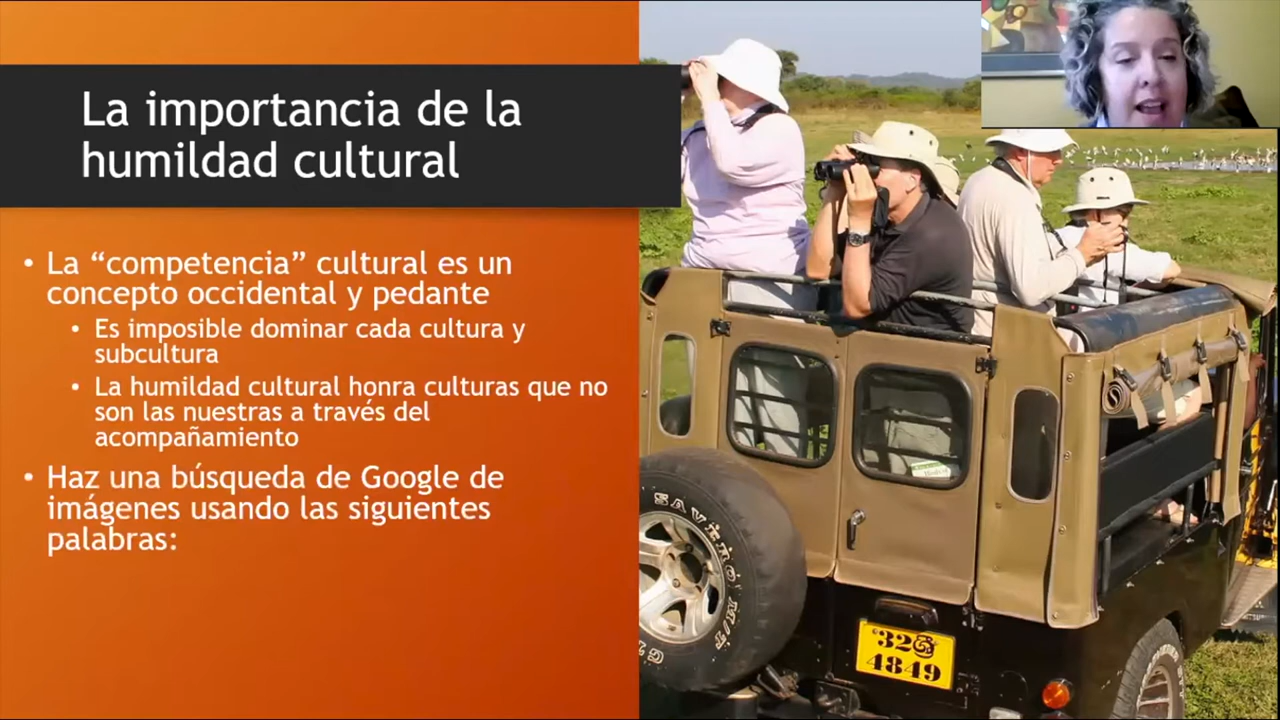 La importancia de la
humildad cultural
• La “competencia” cultural es un
concepto occidental y pedante
• Es imposible dominar cada cultura y
subcultura
• La humildad cultural honra culturas que no
son las nuestras a través del
acompañamiento
• Haz una búsqueda de Google de
imágenes usando las siguientes
palabras:
SAVERO
32 ශ්‍රී
4849